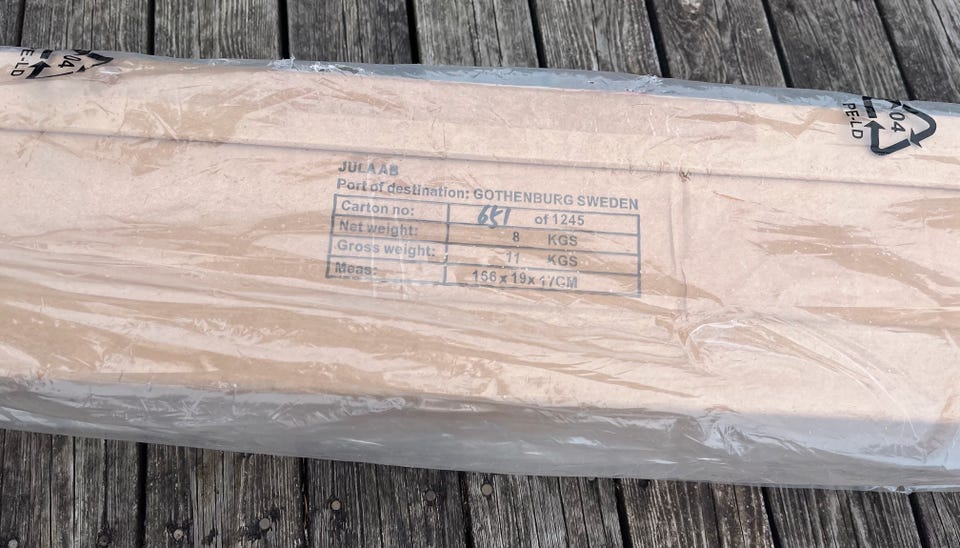 04
PE-LD
04
PE-LD
JULA AB
Port of destination: GOTHENBURG SWEDEN
Carton no: 651 of 1245
Net weight: 8 KGS
Gross weight: 11 KGS
Meas: 156 x 19 x 17CM